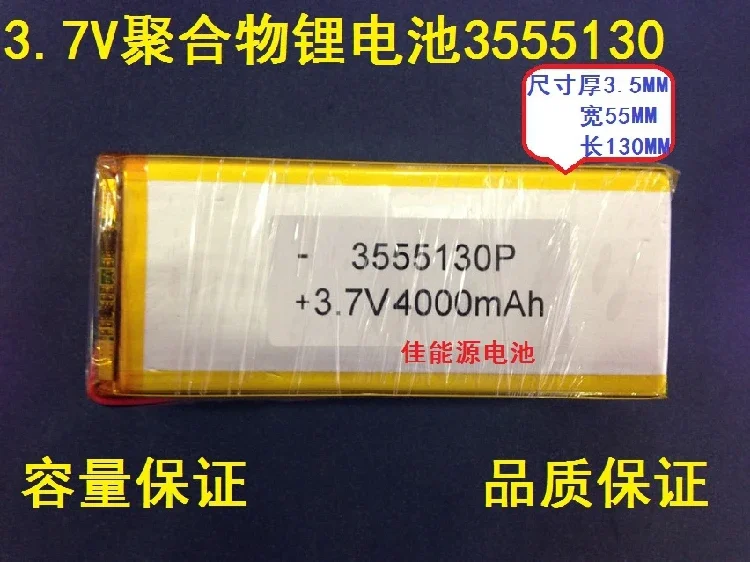 3.7V聚合物锂电池3555130
尺寸厚3.5MM
宽55MM
长130MM
- 3555130P
+3.7V4000mAh
佳能源电池
容量保证 品质保证